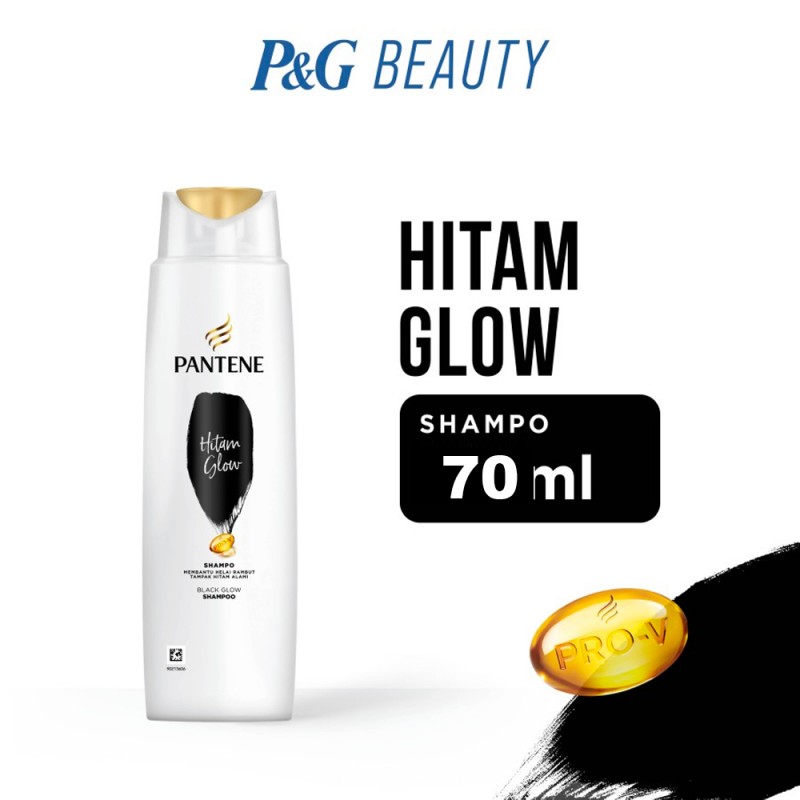 P&G BEAUTY
HITAM
GLOW
SHAMPO
70 ml
PANTENE
Hitam
Glow
SHAMPO
MEMBANTU HELAI RAMBUT
TAMPAK HITAM ALAMI
BLACK GLOW
SHAMPOO
PRO-V